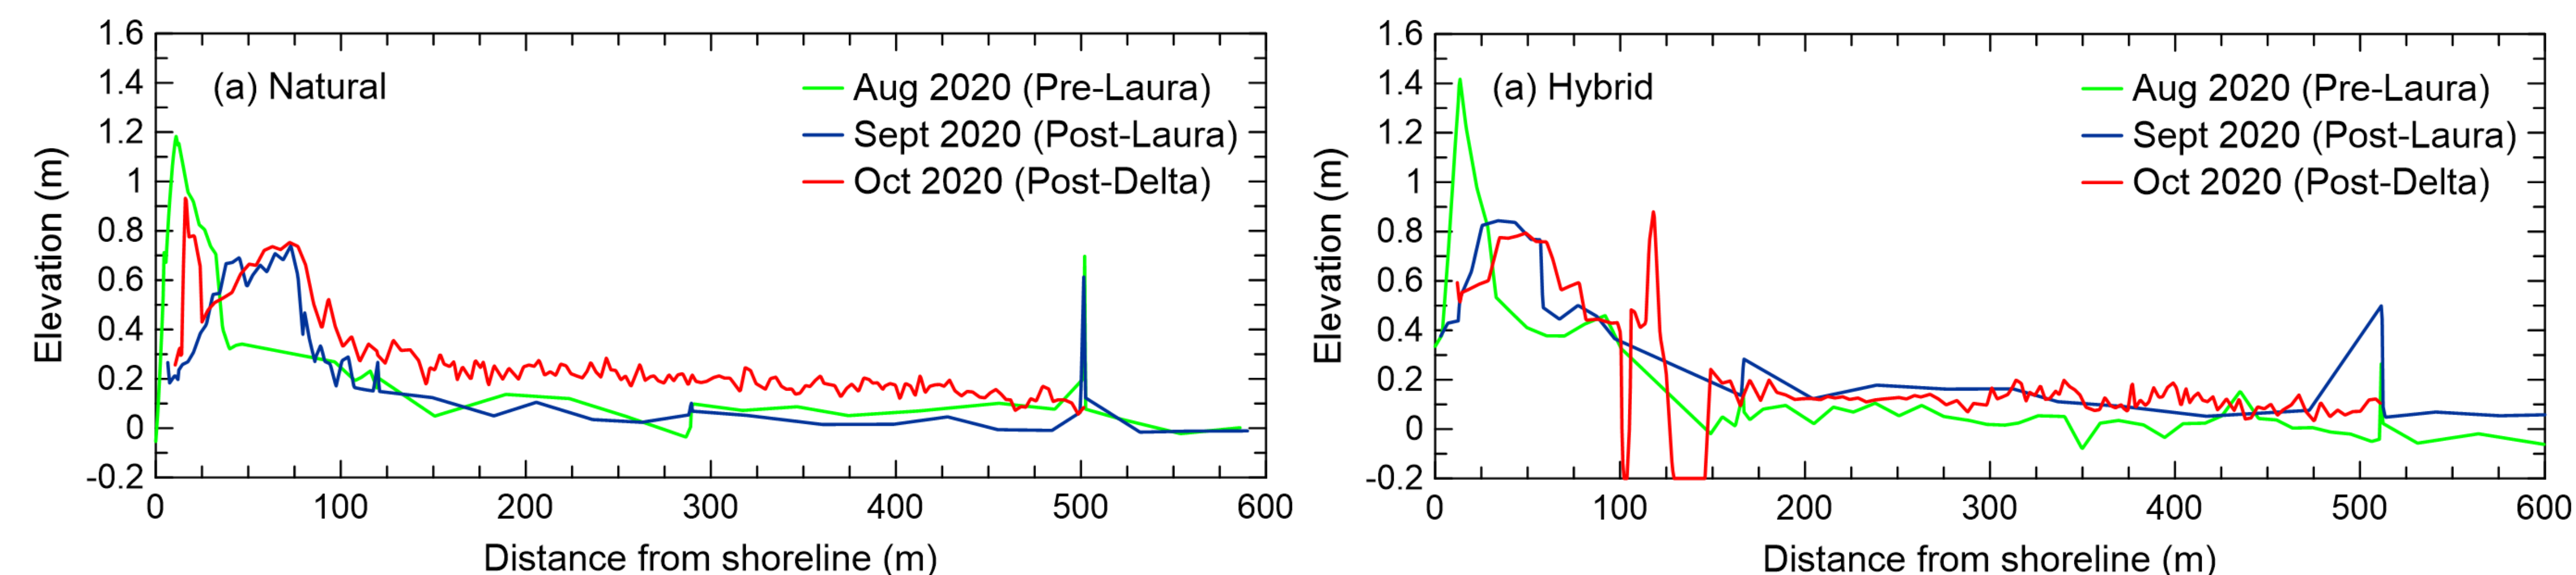 1.6
1.4
1.2
1
0.8
0.6
0.4
0.2
0
-0.2
Elevation (m)
(a) Natural
Aug 2020 (Pre-Laura)
Sept 2020 (Post-Laura)
Oct 2020 (Post-Delta)
0 100 200 300 400 500 600
Distance from shoreline (m)
1.6
1.4
1.2
1
0.8
0.6
0.4
0.2
0
-0.2
Elevation (m)
(a) Hybrid
Aug 2020 (Pre-Laura)
Sept 2020 (Post-Laura)
Oct 2020 (Post-Delta)
0 100 200 300 400 500 600
Distance from shoreline (m)